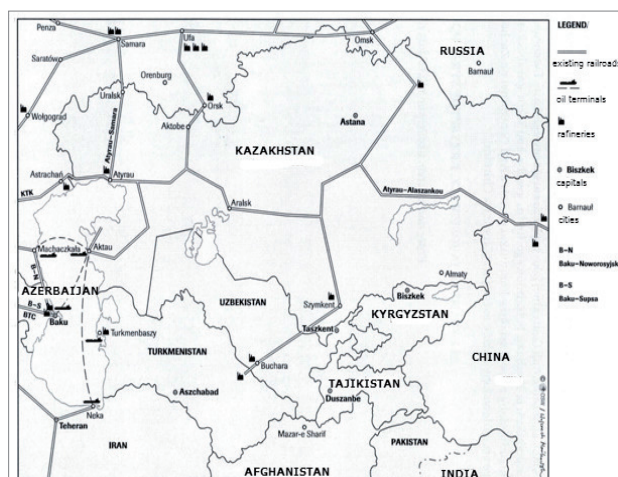 Penza
Samara
Ufa
Omsk
RUSSIA
Barnauł
Saratów
Orenburg
Uralsk
Orsk
Wołgograd
Aktobe
Astana
KAZAKHSTAN
Atyrau–Samara
Astrachań
Atyrau
KTK
Aralsk
Atyrau–Alaszankou
Machaczkała
Aktau
B–N
AZERBAIJAN
B–S
BTC
Baku
Turkmenbaszy
UZBEKISTAN
Szymkent
Taszkent
Biszkek
Ałmaty
KYRGYZSTAN
TURKMENISTAN
Buchara
CHINA
Aszchabad
TAJIKISTAN
Duszanbe
Neka
Teheran
Mazar-e Sharif
IRAN
AFGHANISTAN
PAKISTAN
INDIA
LEGEND/
existing railroads
oil terminals
refineries
Biszkek
capitals
Barnauł
cities
B–N
Baku–Noworosyjsk
B–S
Baku–Supsa